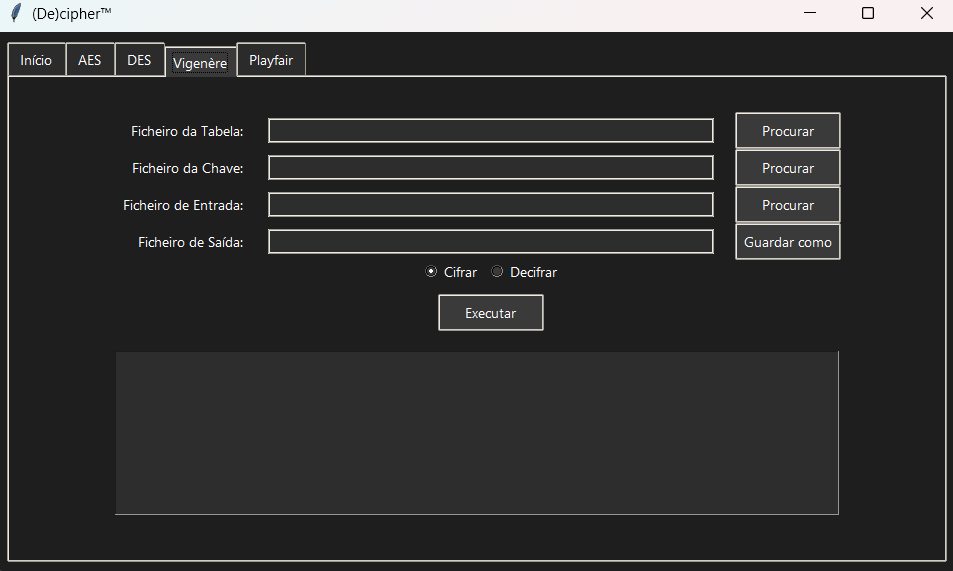 (De)cipher™
Início AES DES Vigenère Playfair
Ficheiro da Tabela: Procurar
Ficheiro da Chave: Procurar
Ficheiro de Entrada: Procurar
Ficheiro de Saída: Guardar como
Cifrar Decifrar
Executar